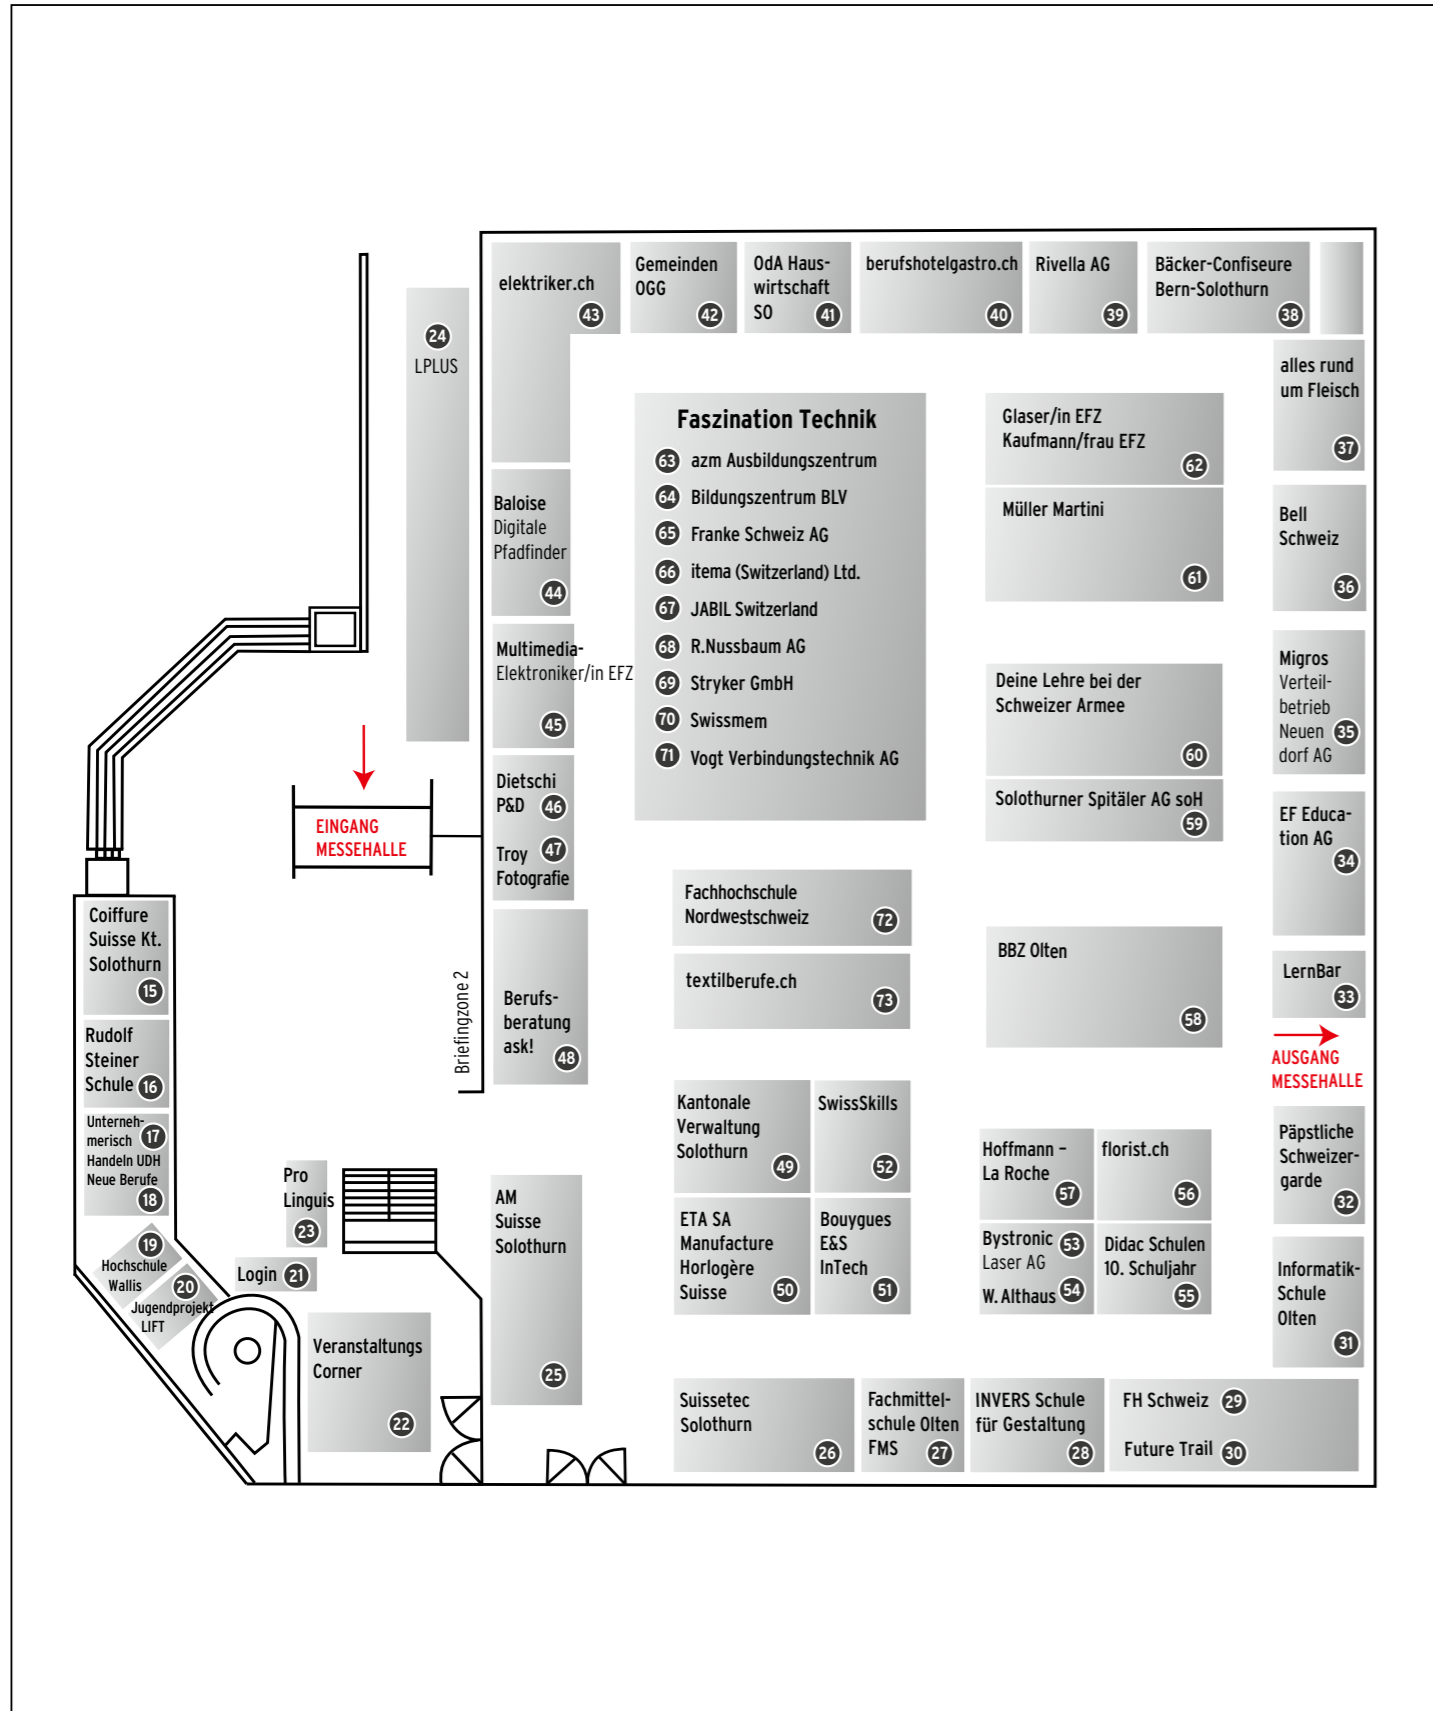 elektriker.ch
43
Gemeinden
OGG
42
OdA Haus-
wirtschaft
SO
41
berufshotelgastro.ch
40
Rivella AG
39
Bäcker-Confiseure
Bern-Solothurn
38
24
LPLUS
alles rund
um Fleisch
37
Faszination Technik
63 azm Ausbildungszentrum
64 Bildungszentrum BLV
65 Franke Schweiz AG
66 itema (Switzerland) Ltd.
67 JABIL Switzerland
68 R.Nussbaum AG
69 Stryker GmbH
70 Swissmem
71 Vogt Verbindungstechnik AG
Glaser/in EFZ
Kaufmann/frau EFZ
62
Müller Martini
61
Baloise
Digitale
Pfadfinder
44
Bell
Schweiz
36
Multimedia-
Elektroniker/in EFZ
45
Migros
Verteil-
betrieb
Neuen
dorf AG
35
Deine Lehre bei der
Schweizer Armee
60
Solothurner Spitäler AG soH
59
Dietschi
P&D
46
Troy
Fotografie
47
EINGANG
MESSEHALLE
EF Educa-
tion AG
34
Fachhochschule
Nordwestschweiz
72
textilberufe.ch
73
BBZ Olten
58
LernBar
33
AUSGANG
MESSEHALLE
Coiffure
Suisse Kt.
Solothurn
15
Rudolf
Steiner
Schule
16
Unterneh-
merisch
17
Handeln UDH
Neue Berufe
18
19
Hochschule
Wallis
20
Jugendprojekt
LIFT
Briefingzone 2
Berufs-
beratung
ask!
48
Pro
Linguis
23
Login 21
Veranstaltungs
Corner
22
AM
Suisse
Solothurn
25
Kantonale
Verwaltung
Solothurn
49
SwissSkills
52
ETA SA
Manufacture
Horlogère
Suisse
50
Bouygues
E&S
InTech
51
Hoffmann –
La Roche
57
florist.ch
56
Bystronic
Laser AG
53
W. Althaus
54
Didac Schulen
10. Schuljahr
55
Päpstliche
Schweizer-
garde
32
Informatik-
Schule
Olten
31
Suissetec
Solothurn
26
Fachmittel-
schule Olten
FMS
27
INVERS Schule
für Gestaltung
28
FH Schweiz 29
Future Trail 30